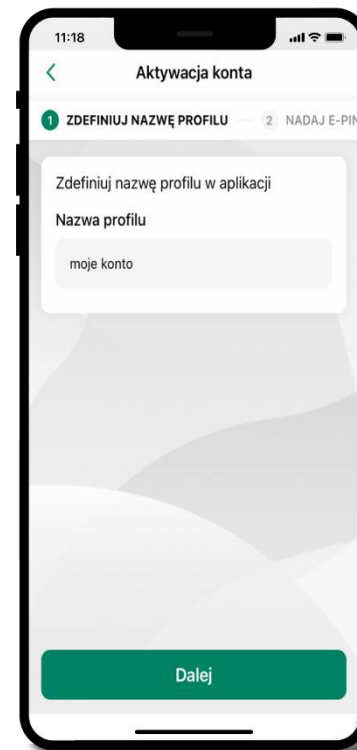 11:18
Aktywacja konta
1 ZDEFINIUJ NAZWĘ PROFILU 2 NADAJ E-PIN
Zdefiniuj nazwę profilu w aplikacji
Nazwa profilu
moje konto
Dalej